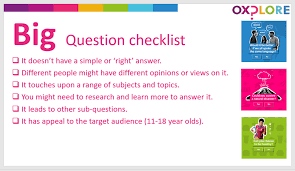 OXPLORE
Big Question checklist
❑ It doesn't have a simple or 'right' answer.
❑ Different people might have different opinions or views on it.
❑ It touches upon a range of subjects and topics.
❑ You might need to research and learn more to answer it.
❑ It leads to other sub-questions.
❑ It has appeal to the target audience (11-18 year olds).